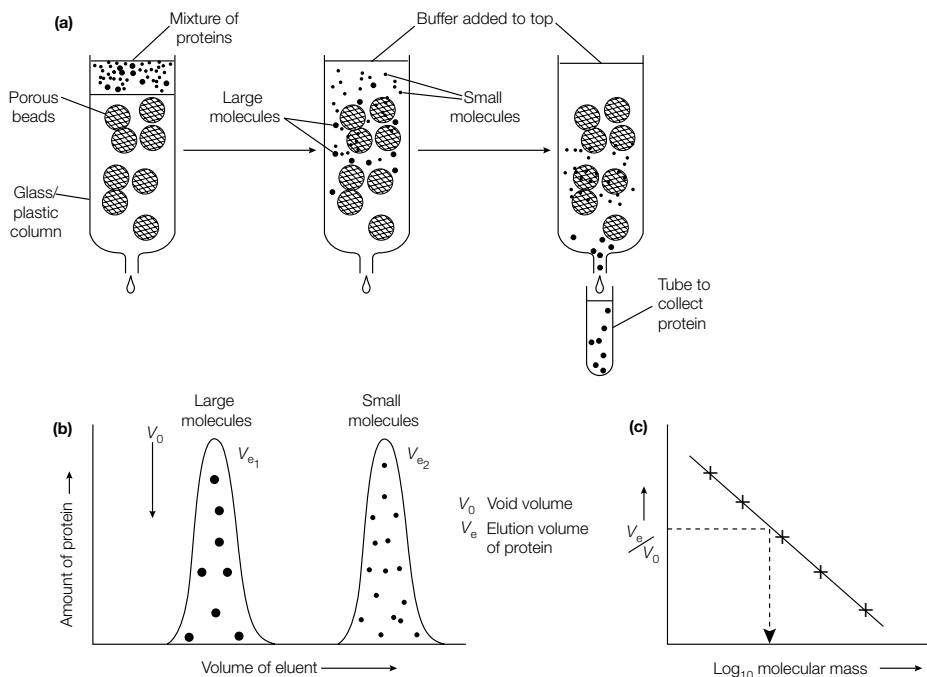 (a)
Mixture of
proteins
Buffer added to top
Porous
beads
Large
molecules
Small
molecules
Glass/
plastic
column
Tube to
collect
protein
(b)
Large
molecules
Small
molecules
V0
Ve1
Ve2
V0 Void volume
Ve Elution volume
of protein
Amount of protein
Volume of eluent
(c)
Ve/V0
Log10 molecular mass